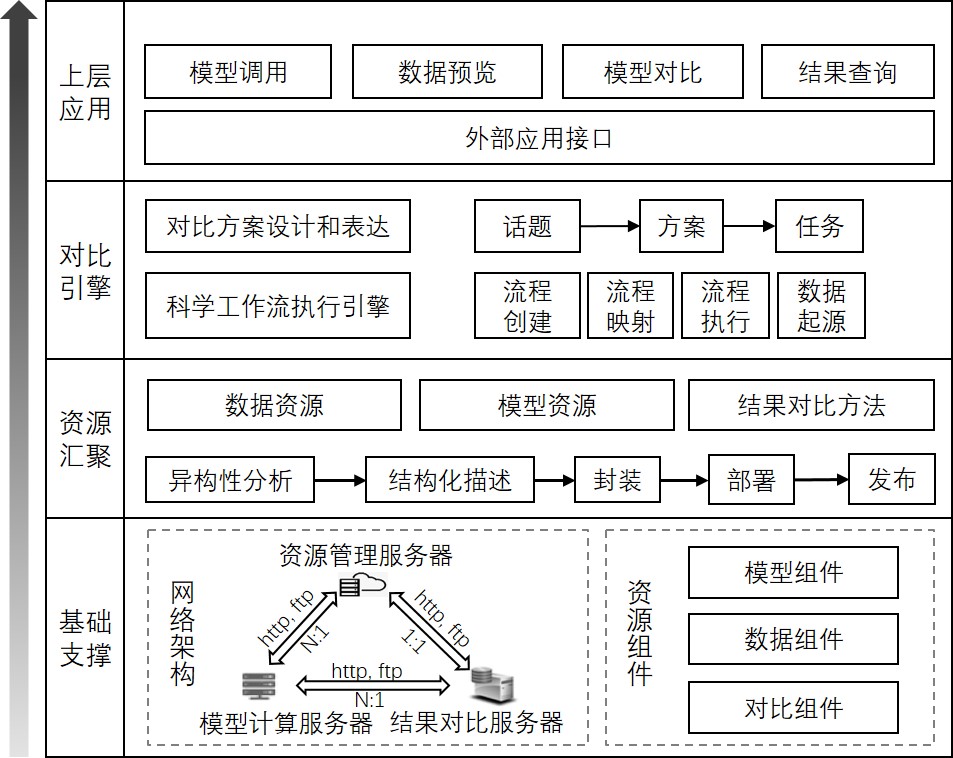 上层
应用
模型调用
数据预览
模型对比
结果查询
外部应用接口
对比
引擎
对比方案设计和表达
话题
方案
任务
科学工作流执行引擎
流程
创建
流程
映射
流程
执行
数据
起源
资源
汇聚
数据资源
模型资源
结果对比方法
异构性分析
结构化描述
封装
部署
发布
基础
支撑
网络架构
资源管理服务器
http, ftp
N:1
http, ftp
1:1
http, ftp
N:1
模型计算服务器
结果对比服务器
资源组件
模型组件
数据组件
对比组件